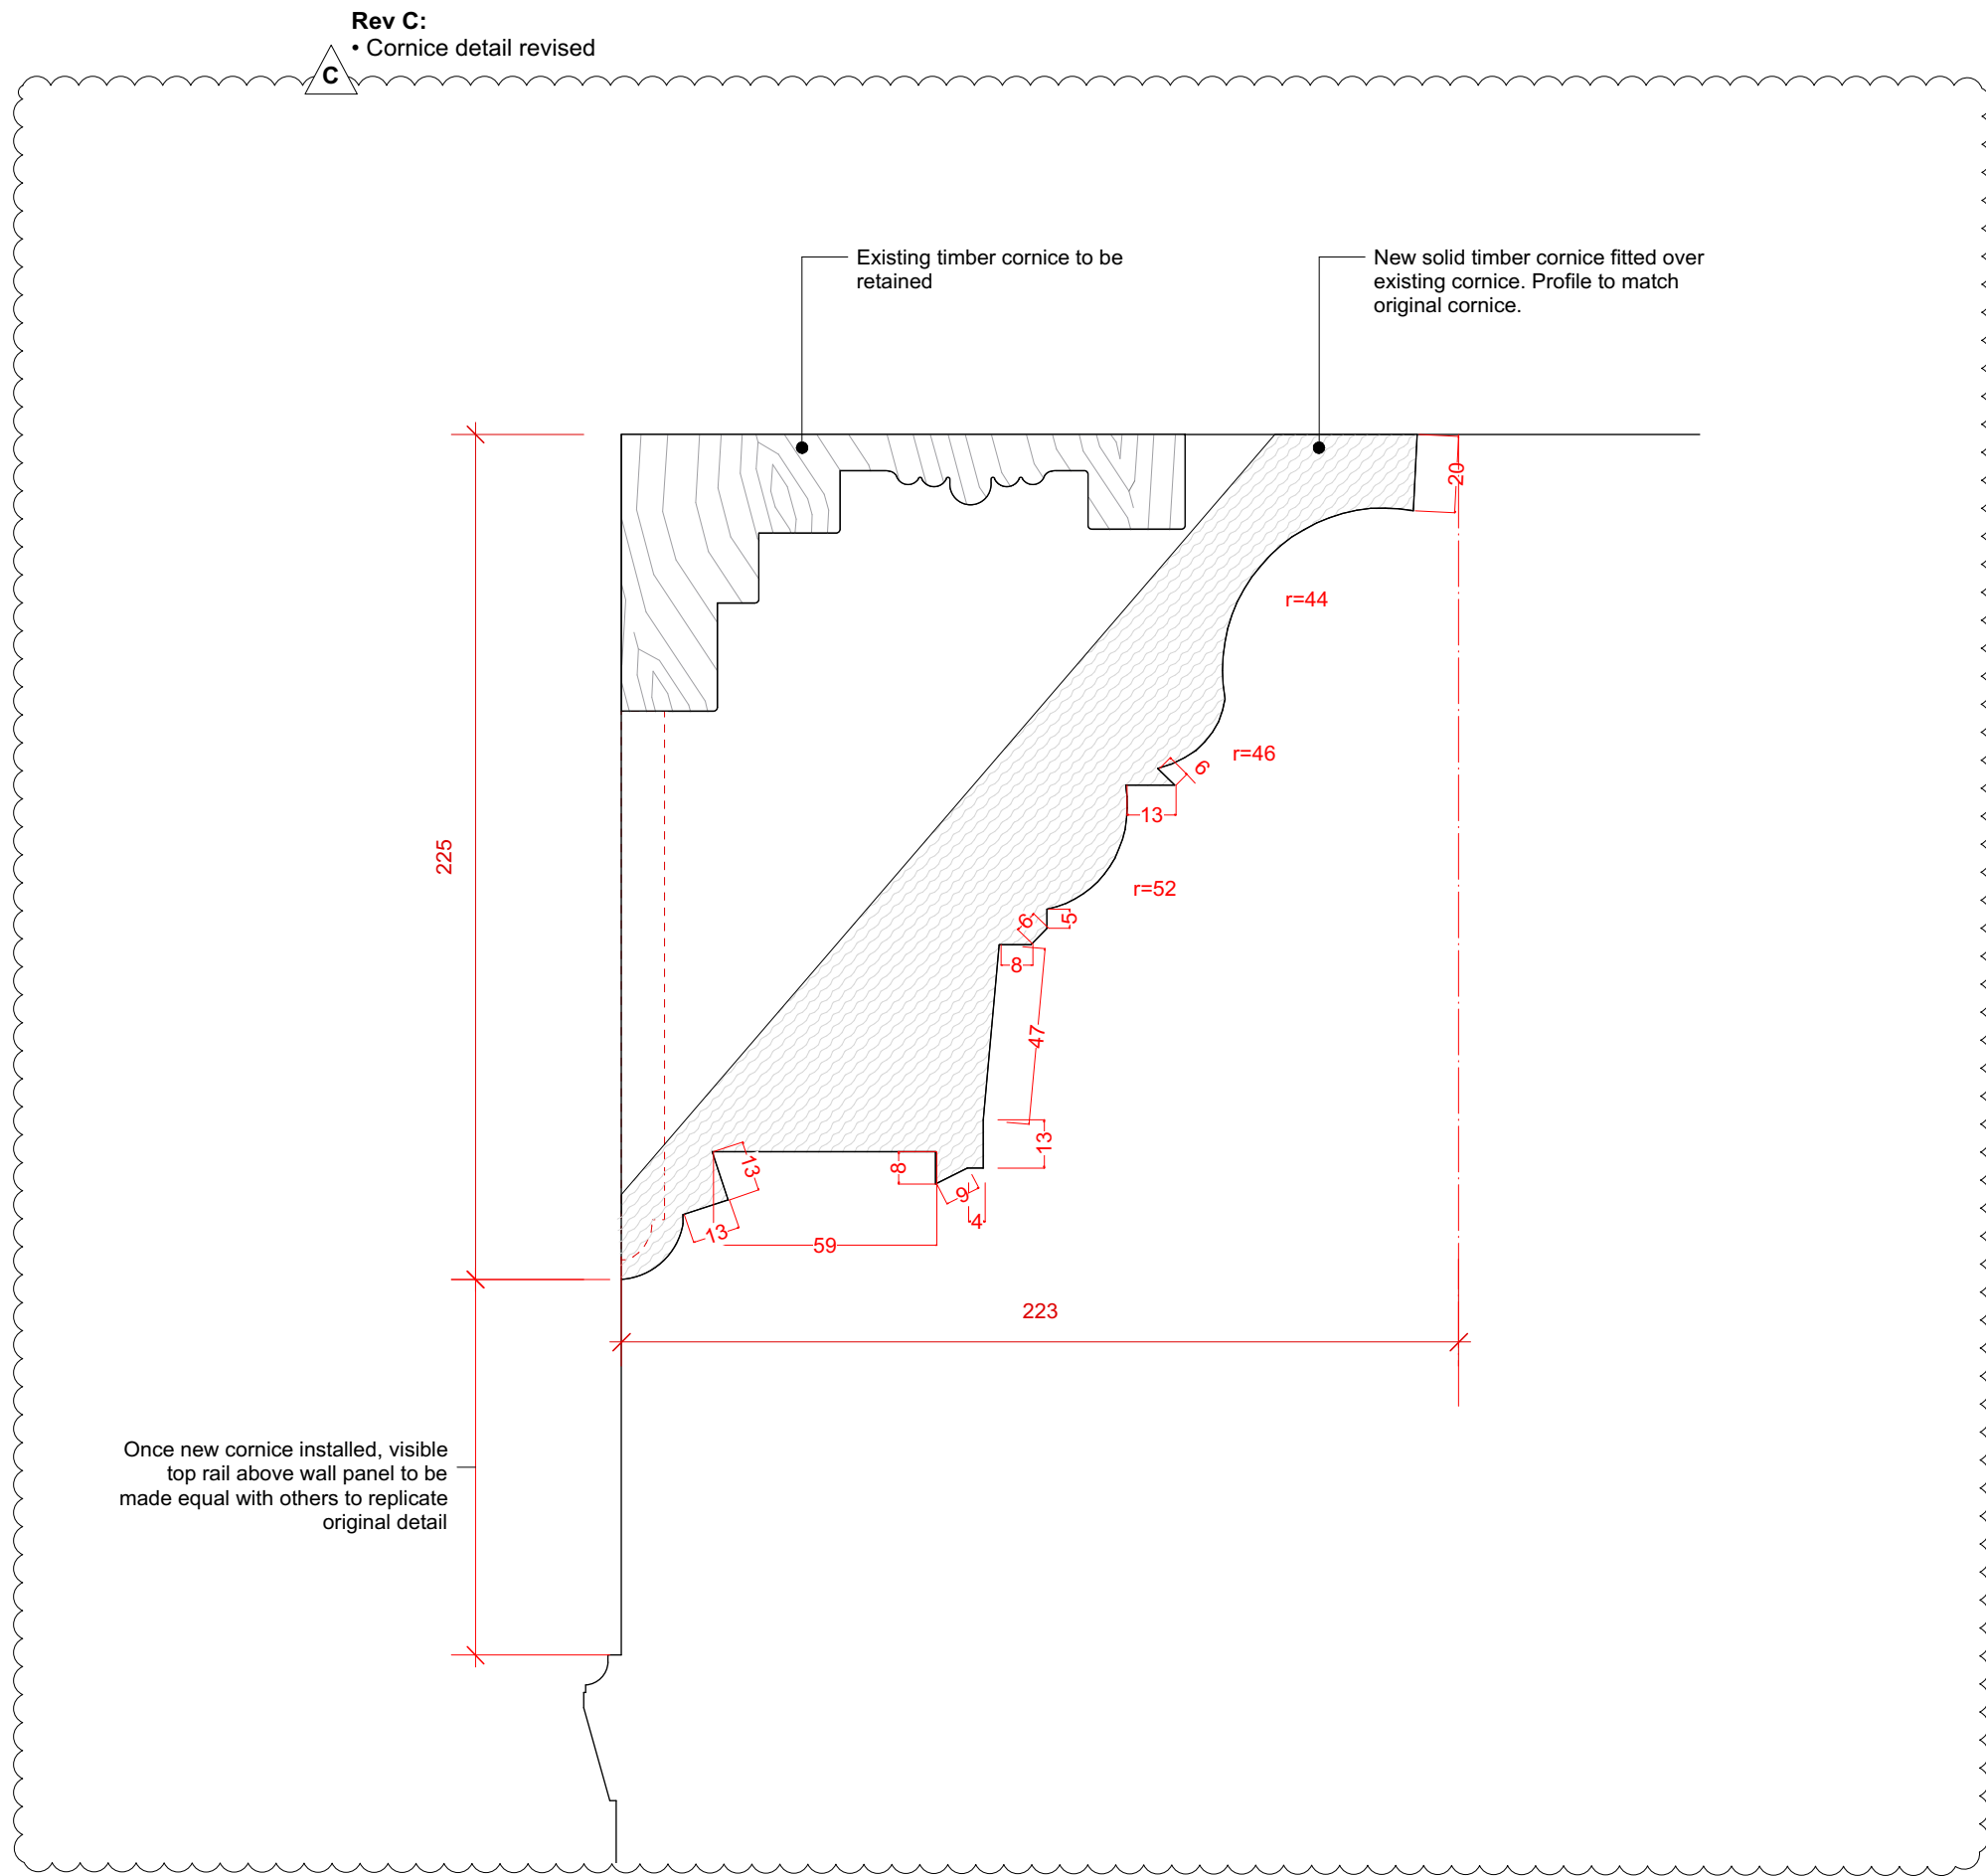 Rev C:
• Cornice detail revised
C
Existing timber cornice to be
retained
New solid timber cornice fitted over
existing cornice. Profile to match
original cornice.
20
r=44
r=46
6
13
225
r=52
6
5
8
47
13
13
8
9
13
4
59
223
Once new cornice installed, visible
top rail above wall panel to be
made equal with others to replicate
original detail